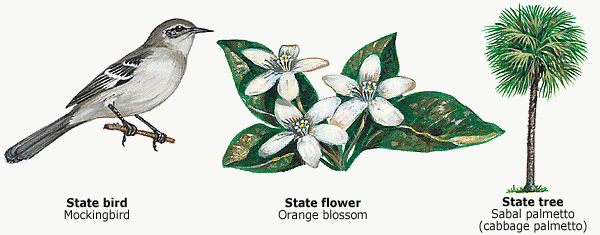 State bird
Mockingbird
State flower
Orange blossom
State tree
Sabal palmetto
(cabbage palmetto)